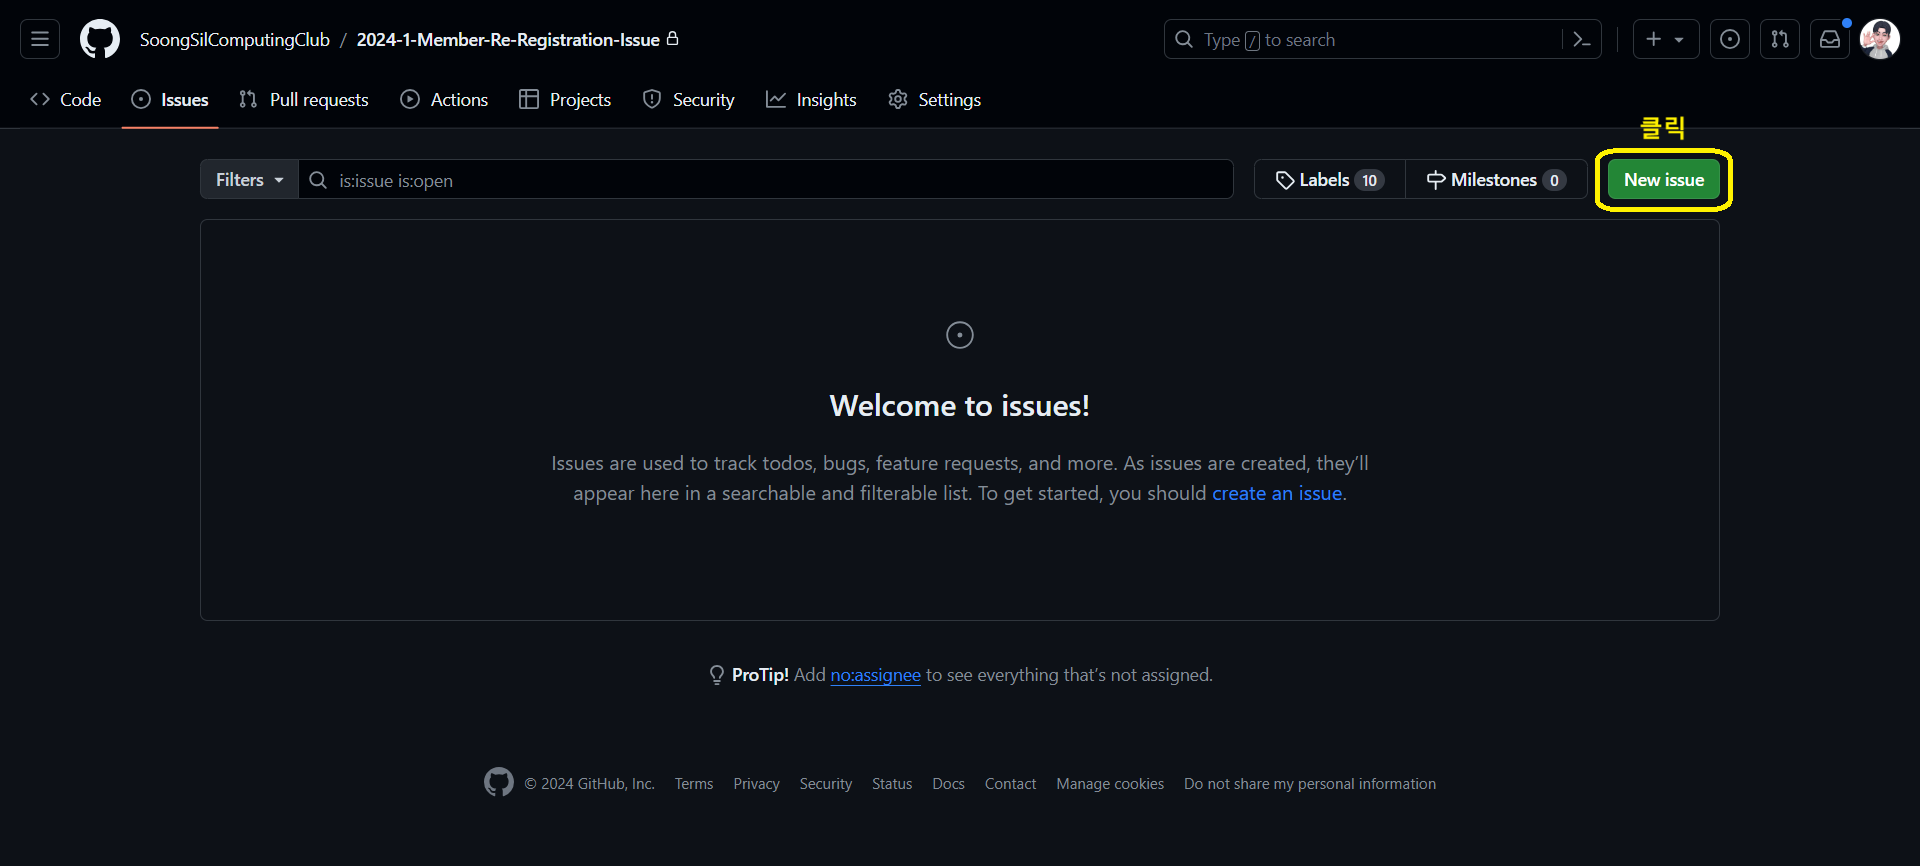 SoongSilComputingClub / 2024-1-Member-Re-Registration-Issue
Type / to search
Code
Issues
Pull requests
Actions
Projects
Security
Insights
Settings
클릭
Filters
is:issue is:open
Labels 10
Milestones 0
New issue
Welcome to issues!
Issues are used to track todos, bugs, feature requests, and more. As issues are created, they’ll
appear here in a searchable and filterable list. To get started, you should create an issue.
ProTip! Add no:assignee to see everything that’s not assigned.
© 2024 GitHub, Inc.
Terms
Privacy
Security
Status
Docs
Contact
Manage cookies
Do not share my personal information